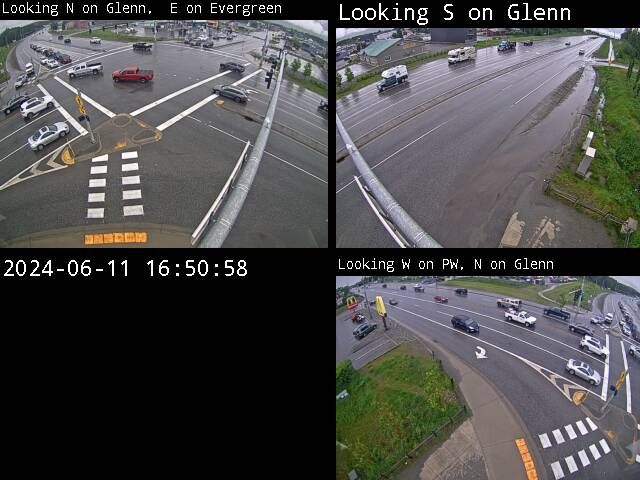 Looking N on Glenn, E on Evergreen
Looking S on Glenn
2024-06-11 16:50:58
Looking W on PW, N on Glenn